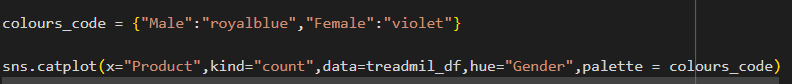 colours_code = {"Male":"royalblue","Female":"violet"}
sns.catplot(x="Product",kind="count",data=treadmil_df,hue="Gender",palette = colours_code)